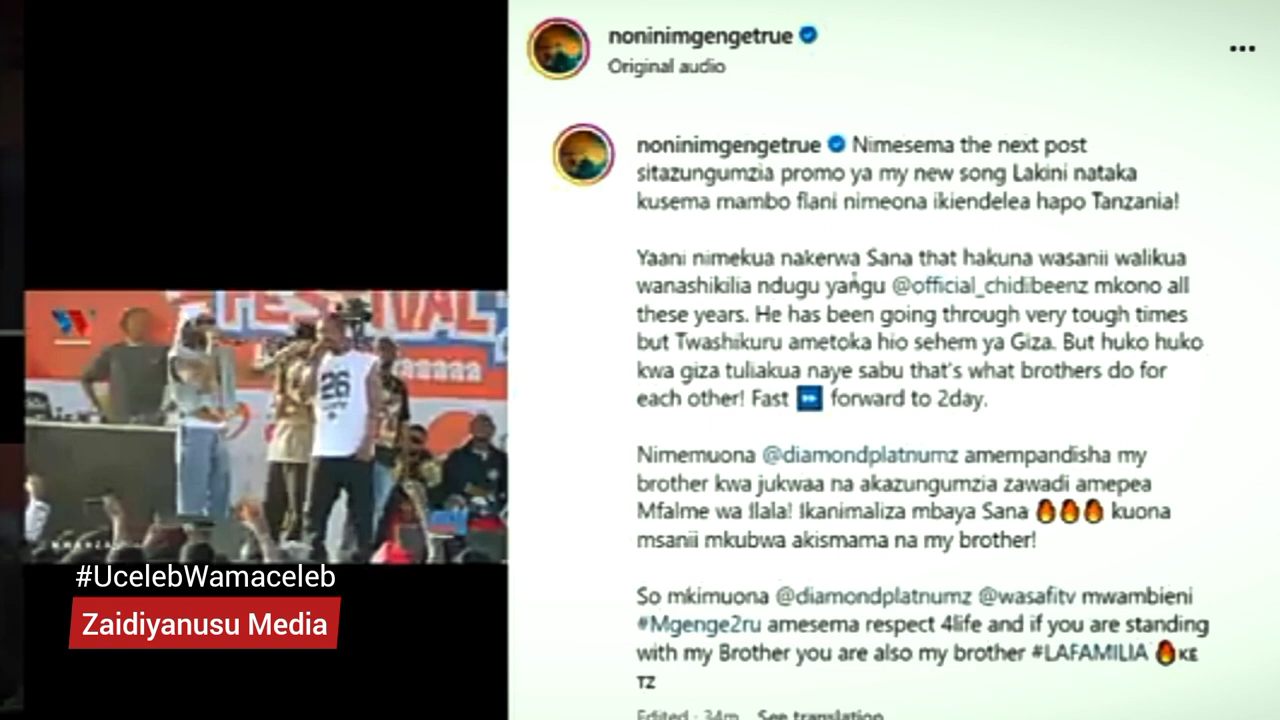 noninimgengetrue
Original audio
noninimgengetrue Nimesema the next post
sitazungumzia promo ya my new song Lakini nataka
kusema mambo flani nimeona ikiendelea hapo Tanzania!
Yaani nimekua nakerwa Sana that hakuna wasanii walikua
wanashikilia ndugu yangu @official_chidibeenz mkono all
these years. He has been going through very tough times
but Twashikuru ametoka hio sehem ya Giza. But huko huko
kwa giza tuliakua naye sabu that's what brothers do for
each other! Fast ⏩ forward to 2day.
Nimemuona @diamondplatnumz amempandisha my
brother kwa jukwaa na akazungumzia zawadi amepea
Mfalme wa Ilala! Ikanimaliza mbaya Sana 🔥🔥🔥 kuona
msanii mkubwa akismama na my brother!
So mkimuona @diamondplatnumz @wasafitv mwambieni
#Mgenge2ru amesema respect 4life and if you are standing
with my Brother you are also my brother #LAFAMILIA 🔥KE
TZ
Edited · 34m See translation
FESTIVAL
26
#UcelebWamaceleb
Zaidiyanusu Media